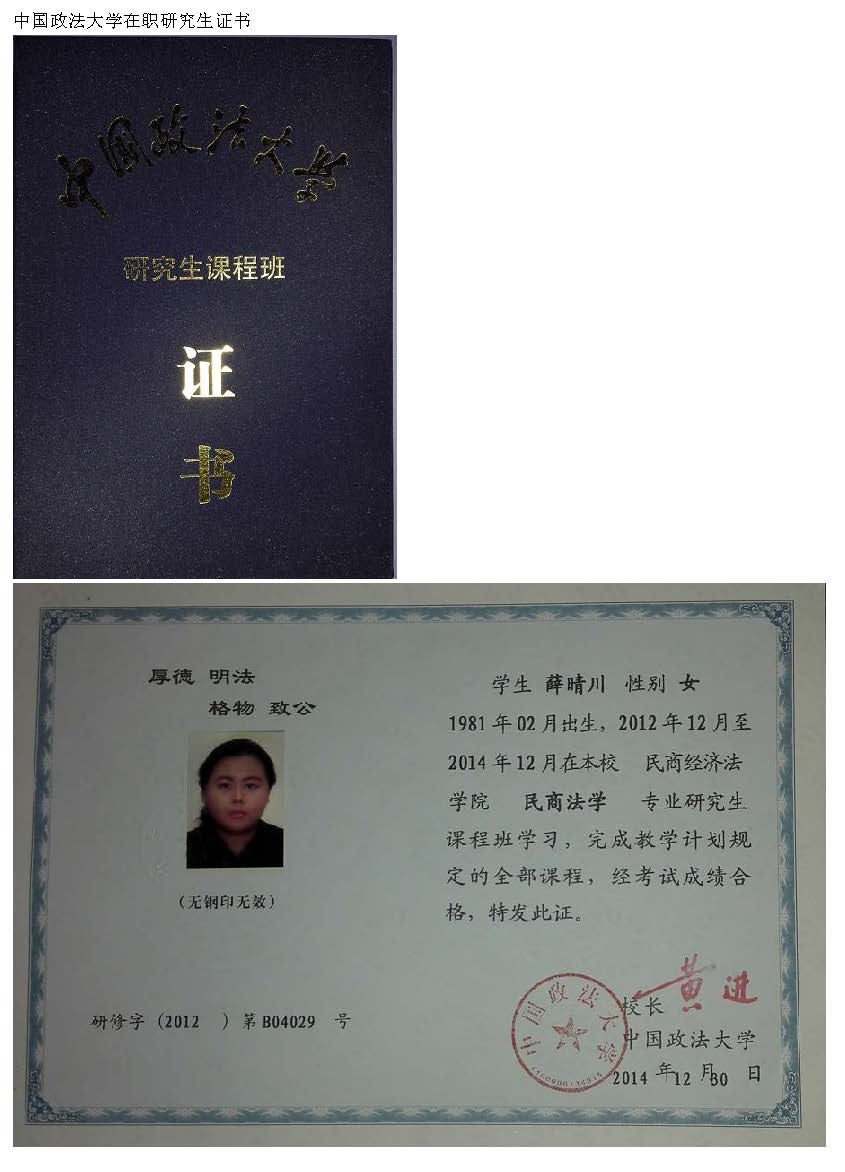 中国政法大学在职研究生证书
中國政法大学
研究生课程班
证
书
厚德 明法
格物 致公
（无钢印无效）
研修字（2012 ）第B04029 号
学生 薛晴川 性别 女
1981年02月出生，2012年12月至
2014年12月在本校 民商经济法
学院 民商法学 专业研究生
课程班学习，完成教学计划规
定的全部课程，经考试成绩合
格，特发此证。
校长 黄进
中国政法大学
2014 年12 月30 日
中国政法大学